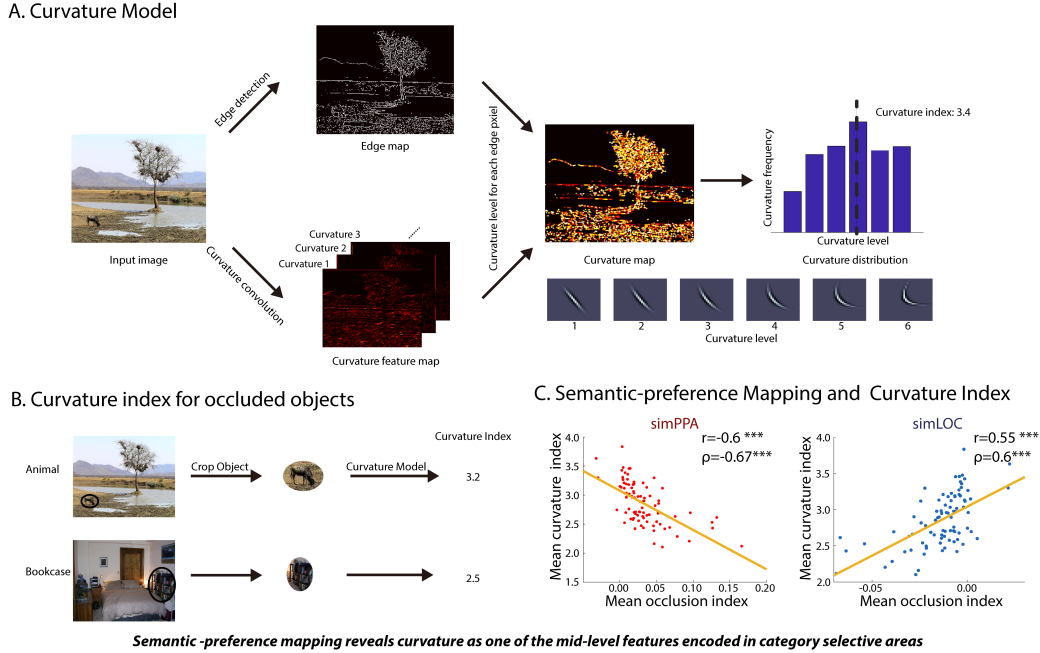 A. Curvature Model
Edge detection
Edge map
Input image
Curvature convolution
Curvature 3
Curvature 2
Curvature 1
Curvature feature map
Curvature level for each edge pxiel
Curvature map
Curvature index: 3.4
Curvature frequency
Curvature level
Curvature distribution
1 2 3 4 5 6
Curvature level
B. Curvature index for occluded objects
Curvature Index
Animal
Crop Object
Curvature Model
3.2
Bookcase
2.5
C. Semantic-preference Mapping and Curvature Index
simPPA
r=-0.6 ***
ρ=-0.67***
Mean curvature index
4.0
3.5
3.0
2.5
2.0
1.5
0.00 0.05 0.10 0.15 0.20
Mean occlusion index
simLOC
r=0.55 ***
ρ=0.6***
Mean curvature index
4.0
3.5
3.0
2.5
2.0
-0.05 0.00
Mean occlusion index
Semantic -preference mapping reveals curvature as one of the mid-level features encoded in category selective areas